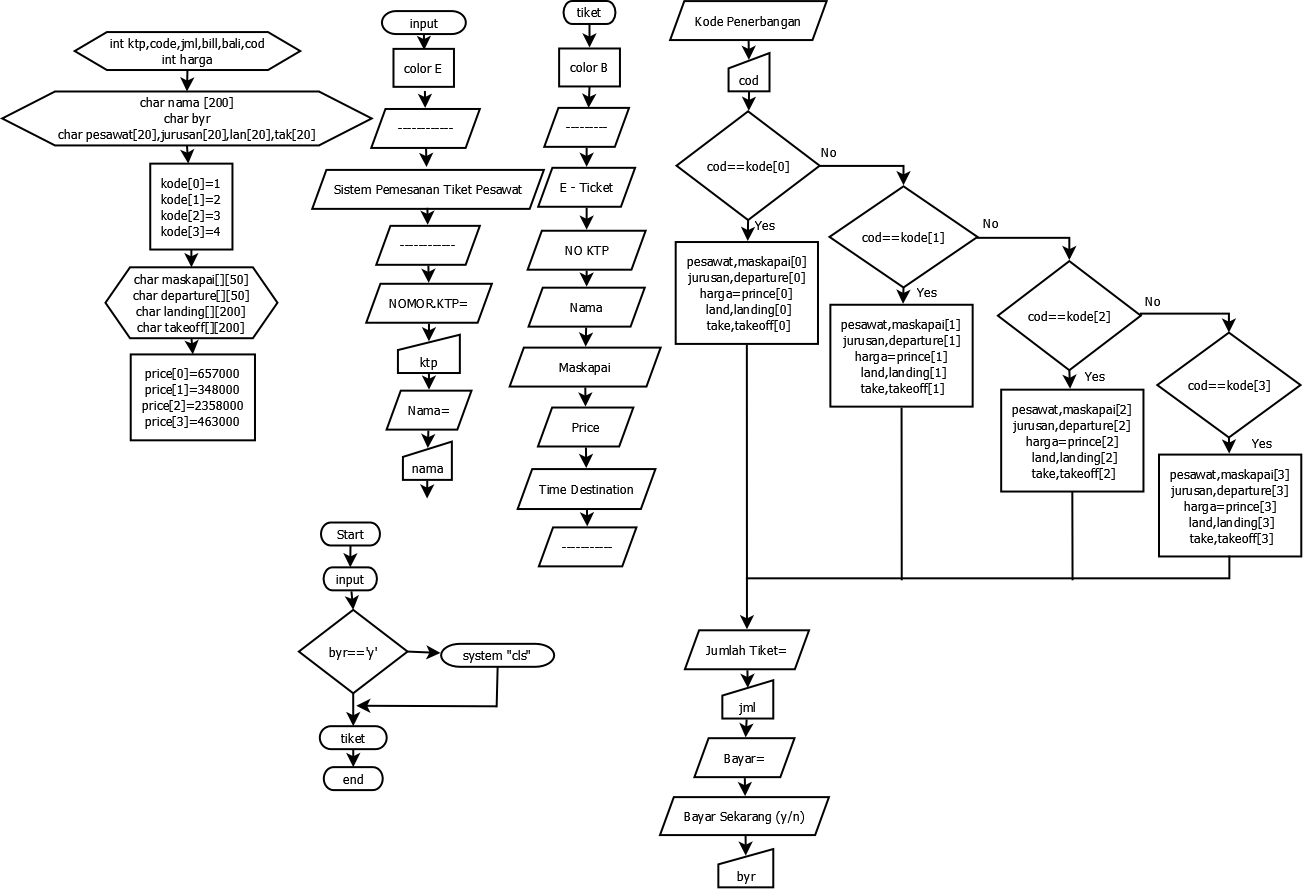 int ktp,code,jml,bill,bali,cod
int harga
char nama [200]
char byr
char pesawat[20],jurusan[20],lan[20],tak[20]
kode[0]=1
kode[1]=2
kode[2]=3
kode[3]=4
char maskapai[][50]
char departure[][50]
char landing[][200]
char takeoff[][200]
price[0]=657000
price[1]=348000
price[2]=2358000
price[3]=463000
input
color E
-------------
Sistem Pemesanan Tiket Pesawat
-------------
NOMOR.KTP=
ktp
Nama=
nama
tiket
color B
----------
E - Ticket
NO KTP
Nama
Maskapai
Price
Time Destination
------------
Start
input
byr=='y'
system "cls"
tiket
end
Kode Penerbangan
cod
cod==kode[0]
No
Yes
pesawat,maskapai[0]
jurusan,departure[0]
harga=prince[0]
land,landing[0]
take,takeoff[0]
cod==kode[1]
No
Yes
pesawat,maskapai[1]
jurusan,departure[1]
harga=prince[1]
land,landing[1]
take,takeoff[1]
cod==kode[2]
No
Yes
pesawat,maskapai[2]
jurusan,departure[2]
harga=prince[2]
land,landing[2]
take,takeoff[2]
cod==kode[3]
Yes
pesawat,maskapai[3]
jurusan,departure[3]
harga=prince[3]
land,landing[3]
take,takeoff[3]
Jumlah Tiket=
jml
Bayar=
Bayar Sekarang (y/n)
byr